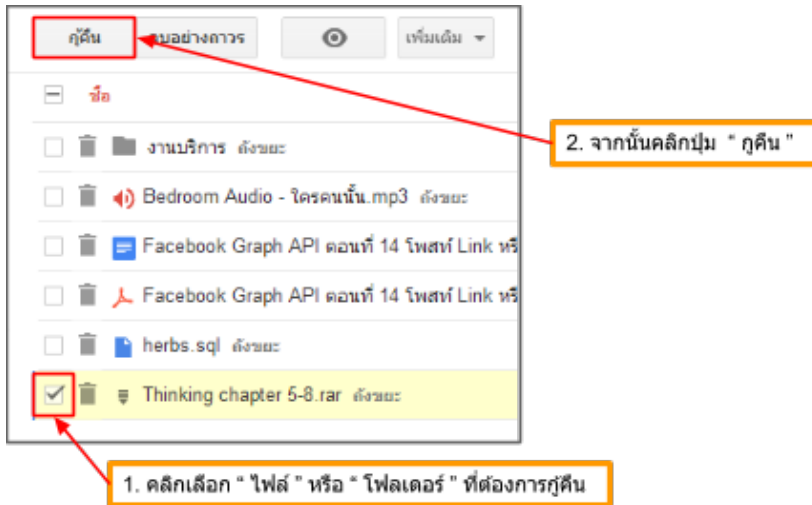 กู้คืน ลบอย่างถาวร เพิ่มเติม
ชื่อ
2. จากนั้นคลิกปุ่ม “ กูคืน ”
งานบริการ ถังขยะ
Bedroom Audio - ใครคนนั้น.mp3 ถังขยะ
Facebook Graph API ตอนที่ 14 โพสท์ Link หรื
Facebook Graph API ตอนที่ 14 โพสท์ Link หรื
herbs.sql ถังขยะ
Thinking chapter 5-8.rar ถังขยะ
1. คลิกเลือก “ ไฟล์ ” หรือ “ โฟลเดอร์ ” ที่ต้องการกู้คืน